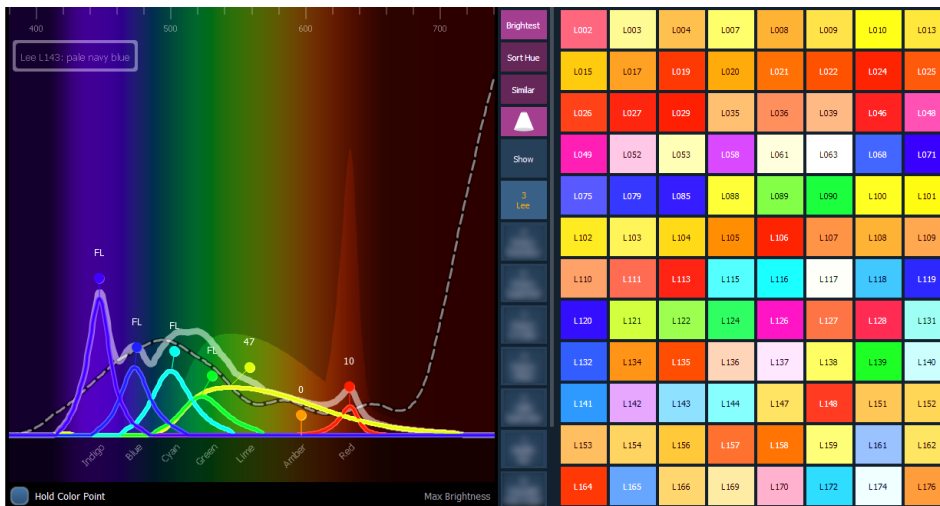 400 500 700
Lee L143: pale navy blue
FL
FL
FL
FL
47
0
10
Indigo Blue Cyan Green Lime Amber Red
Hold Color Point
Max Brightness
Brightest
Sort Hue
Similar
Show
3
Lee
L002 L003 L004 L007 L008 L009 L010 L013
L015 L017 L019 L020 L021 L022 L024 L025
L026 L027 L029 L035 L036 L039 L046 L048
L049 L052 L053 L058 L061 L063 L068 L071
L075 L079 L085 L088 L089 L090 L100 L101
L102 L103 L104 L105 L106 L107 L108 L109
L110 L111 L113 L115 L116 L117 L118 L119
L120 L121 L122 L124 L126 L127 L128 L131
L132 L134 L135 L136 L137 L138 L139 L140
L141 L142 L143 L144 L147 L148 L151 L152
L153 L154 L156 L157 L158 L159 L161 L162
L164 L165 L166 L169 L170 L172 L174 L176